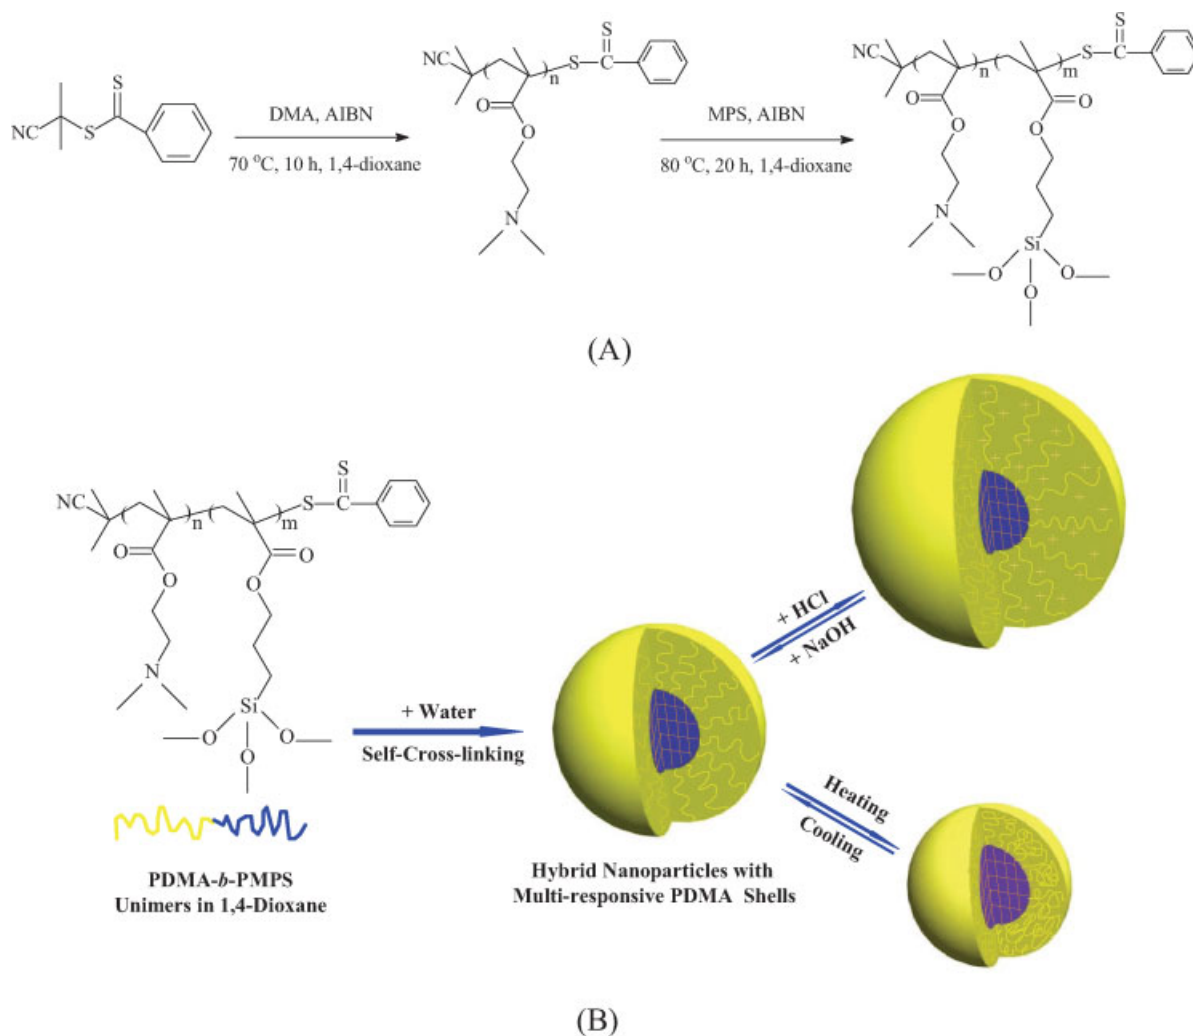 S
NC
S
DMA, AIBN
70 °C, 10 h, 1,4-dioxane
NC
n
S
C
S
O
O
N
MPS, AIBN
80 °C, 20 h, 1,4-dioxane
NC
n
m
S
C
S
O
O
O
O
N
Si
O
O
O
(A)
NC
n
m
S
C
S
O
O
O
O
N
Si
O
O
O
+ Water
Self-Cross-linking
+ HCl
+ NaOH
Heating
Cooling
PDMA-b-PMPS
Unimers in 1,4-Dioxane
Hybrid Nanoparticles with
Multi-responsive PDMA Shells
(B)